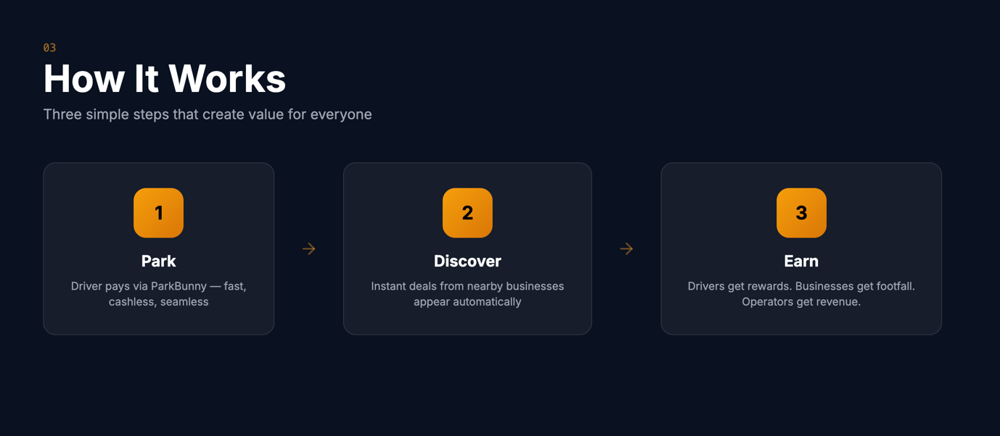 03
How It Works
Three simple steps that create value for everyone
1
Park
Driver pays via ParkBunny — fast,
cashless, seamless
→
2
Discover
Instant deals from nearby businesses
appear automatically
→
3
Earn
Drivers get rewards. Businesses get footfall.
Operators get revenue.